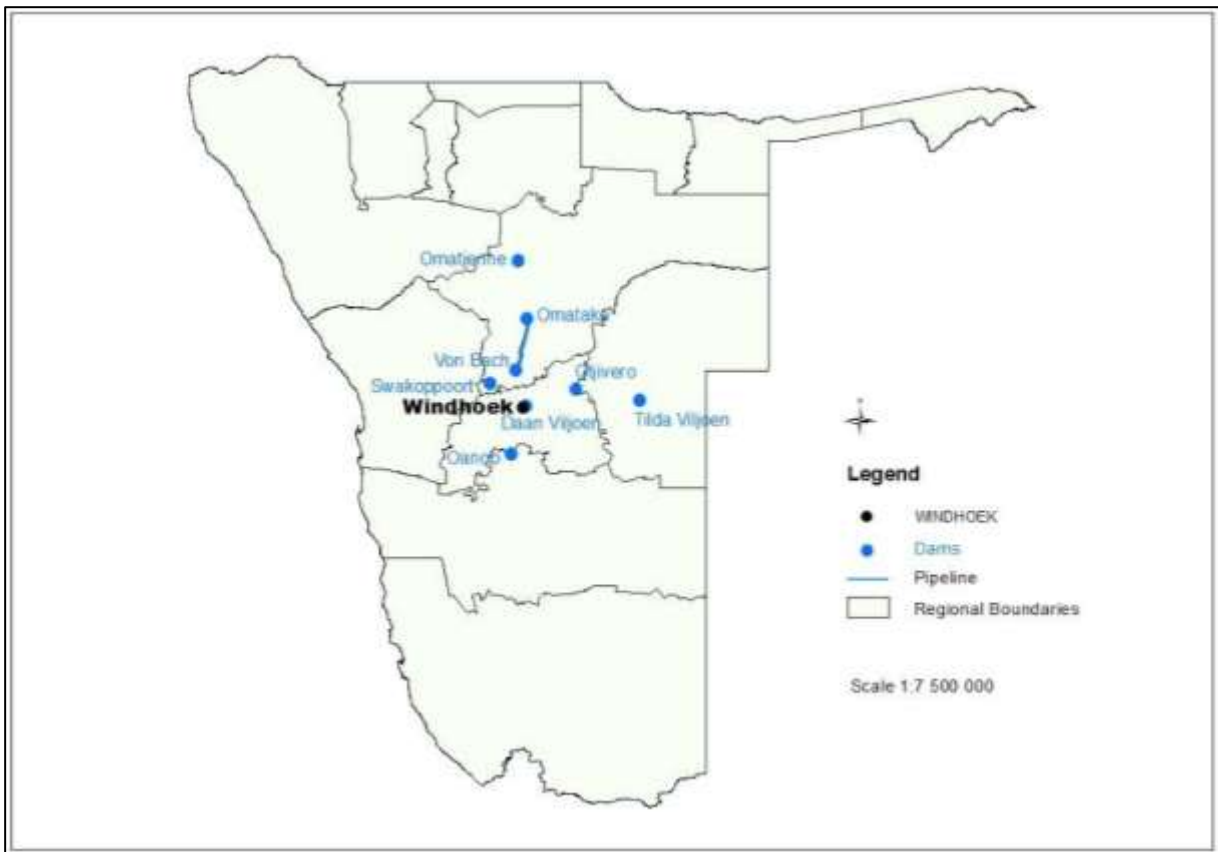 Omatjenne
Omatako
Von Bach
Otjivero
Swakoppoort
Windhoek
Daan Viljoen
Tilda Viljoen
Oanob
Legend
WINDHOEK
Dams
Pipeline
Regional Boundaries
Scale 1:7 500 000